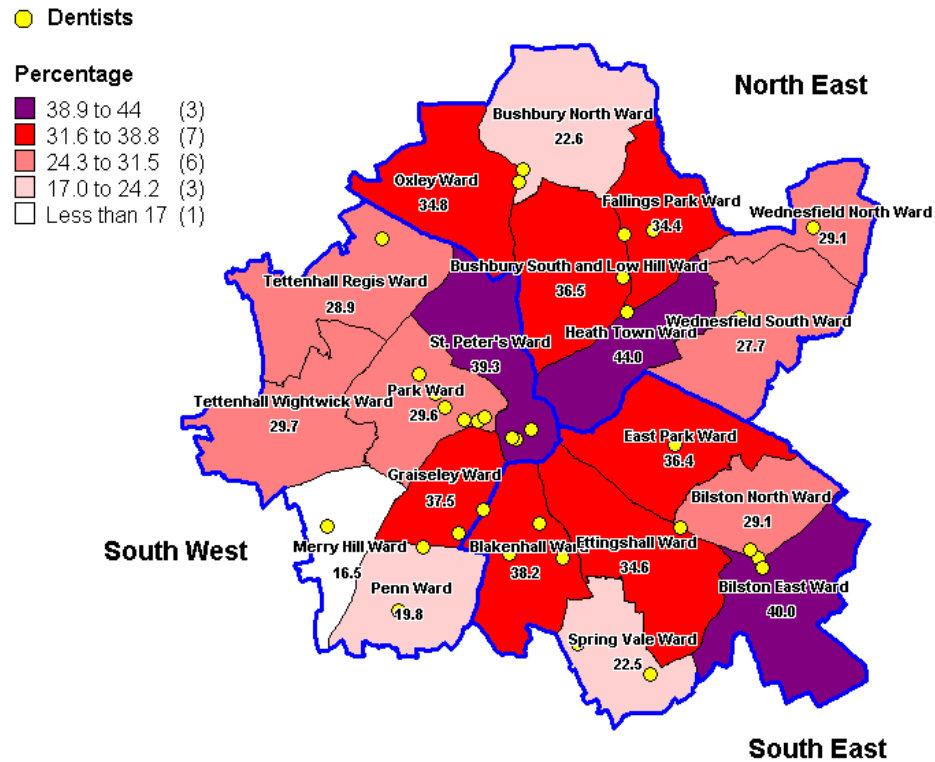 Dentists
Percentage
38.9 to 44 (3)
31.6 to 38.8 (7)
24.3 to 31.5 (6)
17.0 to 24.2 (3)
Less than 17 (1)
North East
Bushbury North Ward
22.6
Oxley Ward
34.8
Fallings Park Ward
34.4
Wednesfield North Ward
29.1
Bushbury South and Low Hill Ward
36.5
Tettenhall Regis Ward
28.9
Heath Town Ward
44.0
Wednesfield South Ward
27.7
St. Peter's Ward
39.3
Park Ward
29.6
Tettenhall Wightwick Ward
29.7
East Park Ward
36.4
Graiseley Ward
37.5
Bilston North Ward
29.1
South West
Merry Hill Ward
16.5
Blakenhall Ward
38.2
Ettingshall Ward
34.6
Penn Ward
19.8
Bilston East Ward
40.0
Spring Vale Ward
22.5
South East